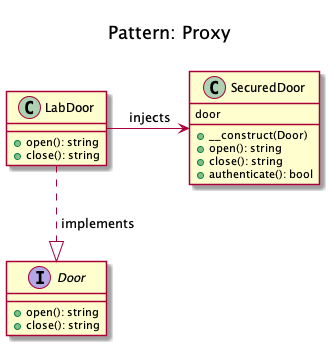 Pattern: Proxy
C LabDoor
open(): string
close(): string
injects
C SecuredDoor
door
__construct(Door)
open(): string
close(): string
authenticate(): bool
implements
I Door
open(): string
close(): string